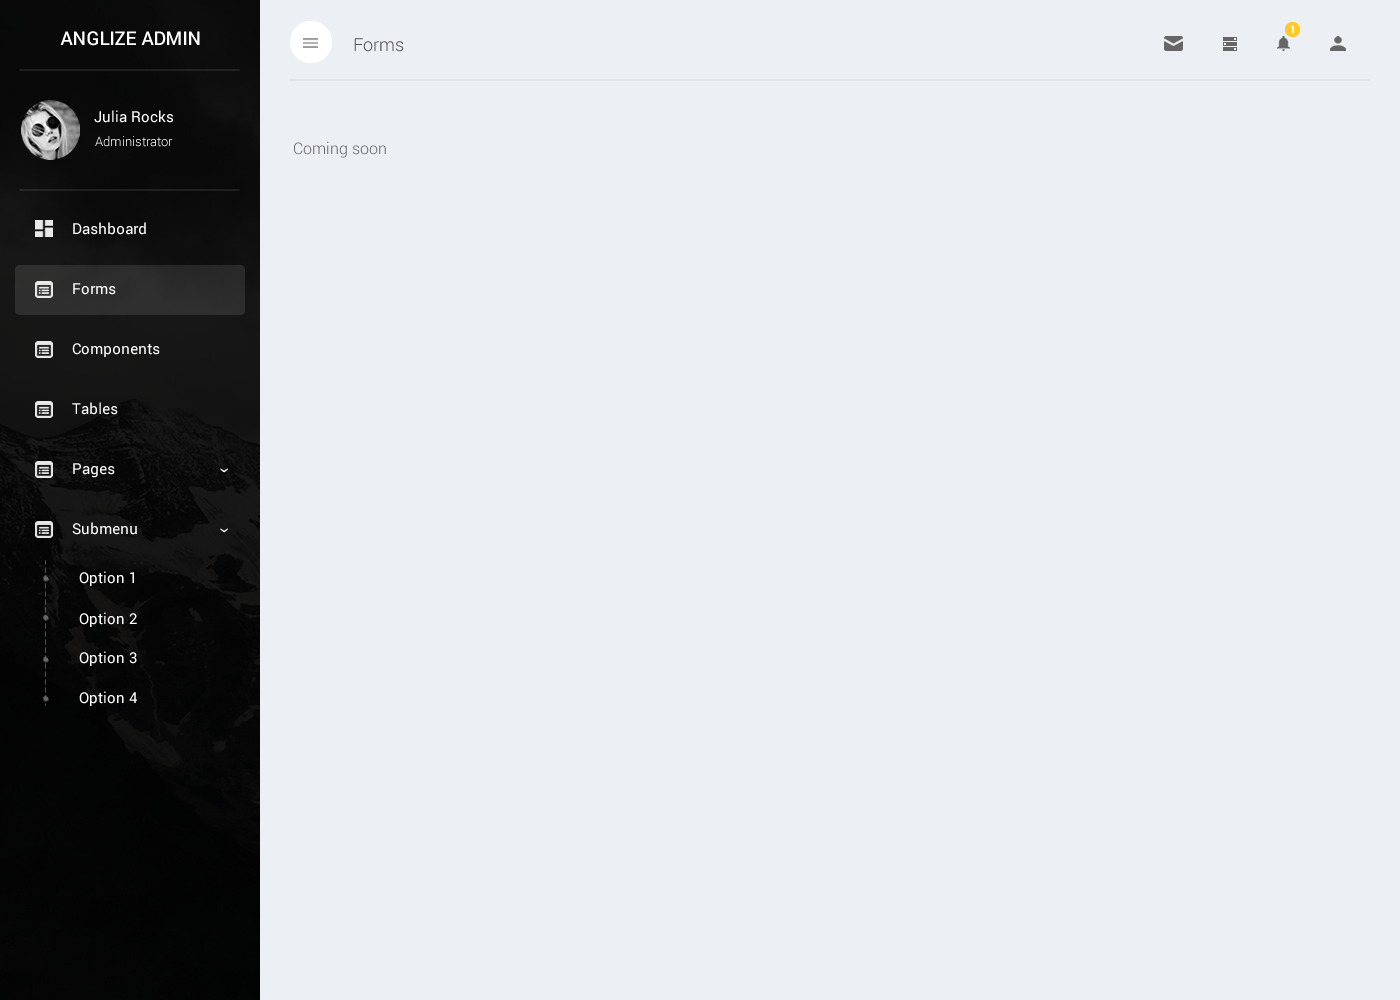 ANGLIZE ADMIN
Julia Rocks
Administrator
Dashboard
Forms
Components
Tables
Pages
Submenu
Option 1
Option 2
Option 3
Option 4
Forms
1
Coming soon